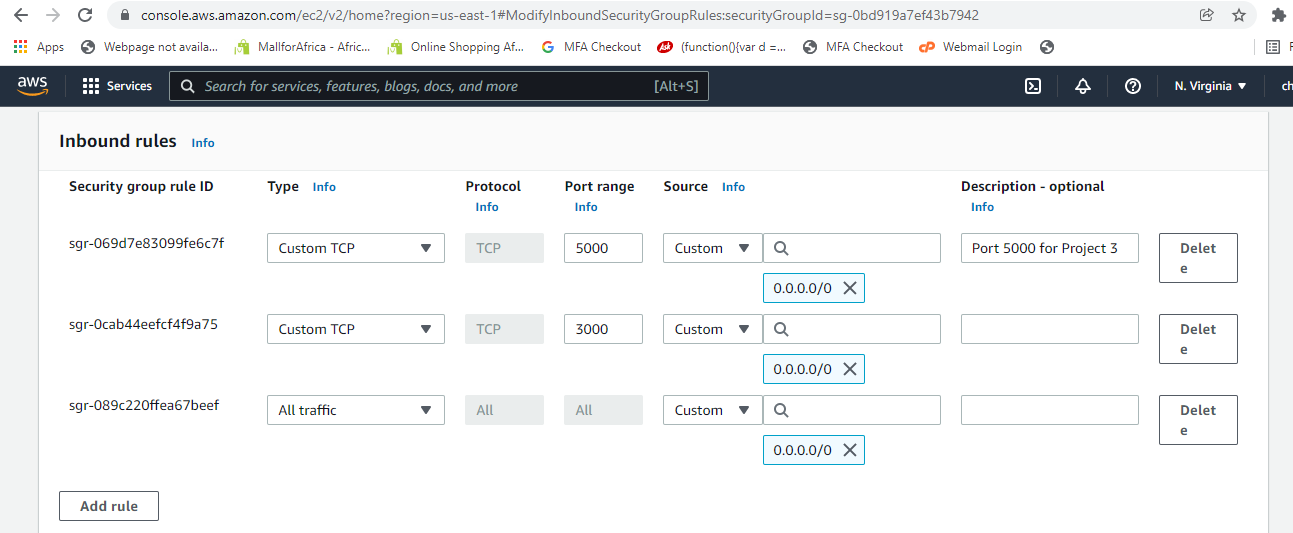 console.aws.amazon.com/ec2/v2/home?region=us-east-1#ModifyInboundSecurityGroupRules:securityGroupId=sg-0bd919a7ef43b7942
Apps Webpage not availa... MallforAfrica - Afric... Online Shopping Af... G MFA Checkout Ask (function(){var d =... MFA Checkout cP Webmail Login
aws Services Search for services, features, blogs, docs, and more [Alt+S] N. Virginia ▼ ch
Inbound rules Info
Security group rule ID Type Info Protocol Port range Source Info Description - optional
Info Info Info
sgr-069d7e83099fe6c7f Custom TCP TCP 5000 Custom Port 5000 for Project 3 Delet
e
0.0.0.0/0
sgr-0cab44eefcf4f9a75 Custom TCP TCP 3000 Custom Delet
e
0.0.0.0/0
sgr-089c220ffea67beef All traffic All All Custom Delet
e
0.0.0.0/0
Add rule